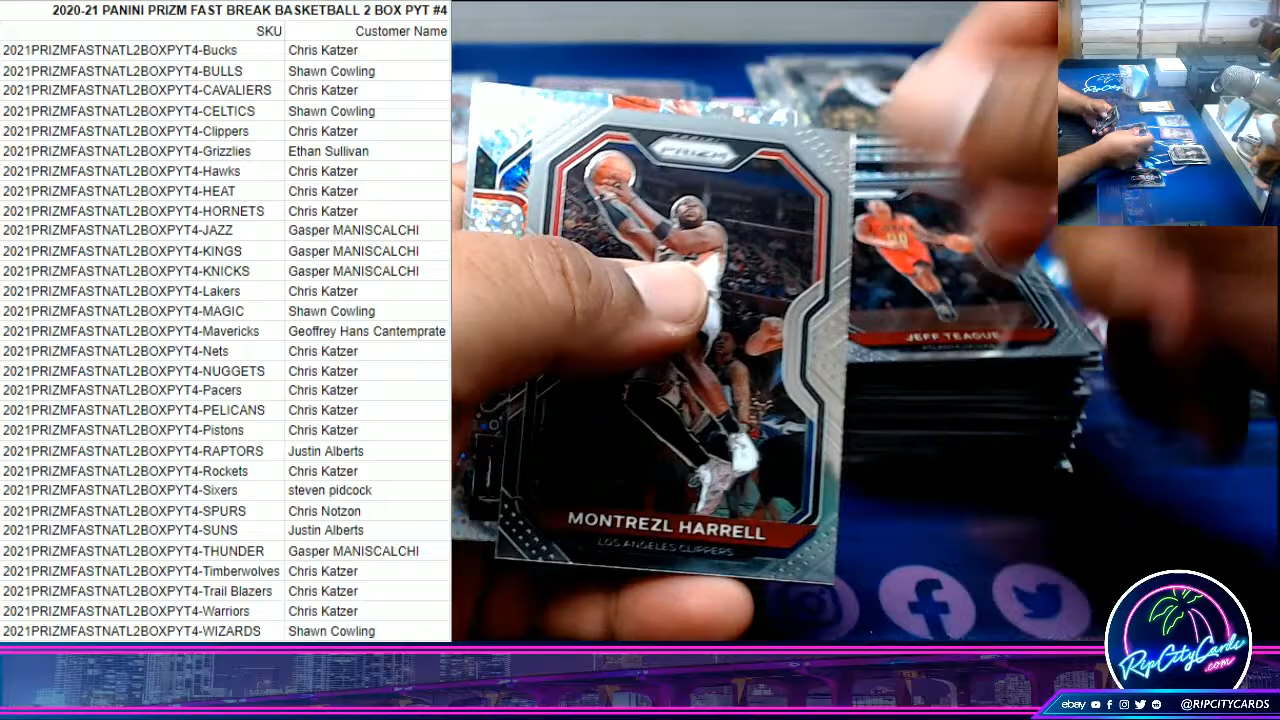 2020-21 PANINI PRIZM FAST BREAK BASKETBALL 2 BOX PYT #4
SKU Customer Name
2021PRIZMFASTNATL2BOXPYT4-Bucks Chris Katzer
2021PRIZMFASTNATL2BOXPYT4-BULLS Shawn Cowling
2021PRIZMFASTNATL2BOXPYT4-CAVALIERS Chris Katzer
2021PRIZMFASTNATL2BOXPYT4-CELTICS Shawn Cowling
2021PRIZMFASTNATL2BOXPYT4-Clippers Chris Katzer
2021PRIZMFASTNATL2BOXPYT4-Grizzlies Ethan Sullivan
2021PRIZMFASTNATL2BOXPYT4-Hawks Chris Katzer
2021PRIZMFASTNATL2BOXPYT4-HEAT Chris Katzer
2021PRIZMFASTNATL2BOXPYT4-HORNETS Chris Katzer
2021PRIZMFASTNATL2BOXPYT4-JAZZ Gasper MANISCALCHI
2021PRIZMFASTNATL2BOXPYT4-KINGS Gasper MANISCALCHI
2021PRIZMFASTNATL2BOXPYT4-KNICKS Gasper MANISCALCHI
2021PRIZMFASTNATL2BOXPYT4-Lakers Chris Katzer
2021PRIZMFASTNATL2BOXPYT4-MAGIC Shawn Cowling
2021PRIZMFASTNATL2BOXPYT4-Mavericks Geoffrey Hans Cantemprate
2021PRIZMFASTNATL2BOXPYT4-Nets Chris Katzer
2021PRIZMFASTNATL2BOXPYT4-NUGGETS Chris Katzer
2021PRIZMFASTNATL2BOXPYT4-Pacers Chris Katzer
2021PRIZMFASTNATL2BOXPYT4-PELICANS Chris Katzer
2021PRIZMFASTNATL2BOXPYT4-Pistons Chris Katzer
2021PRIZMFASTNATL2BOXPYT4-RAPTORS Justin Alberts
2021PRIZMFASTNATL2BOXPYT4-Rockets Chris Katzer
2021PRIZMFASTNATL2BOXPYT4-Sixers steven pidcock
2021PRIZMFASTNATL2BOXPYT4-SPURS Chris Notzon
2021PRIZMFASTNATL2BOXPYT4-SUNS Justin Alberts
2021PRIZMFASTNATL2BOXPYT4-THUNDER Gasper MANISCALCHI
2021PRIZMFASTNATL2BOXPYT4-Timberwolves Chris Katzer
2021PRIZMFASTNATL2BOXPYT4-Trail Blazers Chris Katzer
2021PRIZMFASTNATL2BOXPYT4-Warriors Chris Katzer
2021PRIZMFASTNATL2BOXPYT4-WIZARDS Shawn Cowling
PRIZM
MONTREZL HARRELL
LOS ANGELES CLIPPERS
JEFF TEAGUE
RipCityCards
.com
ebay @RIPCITYCARDS